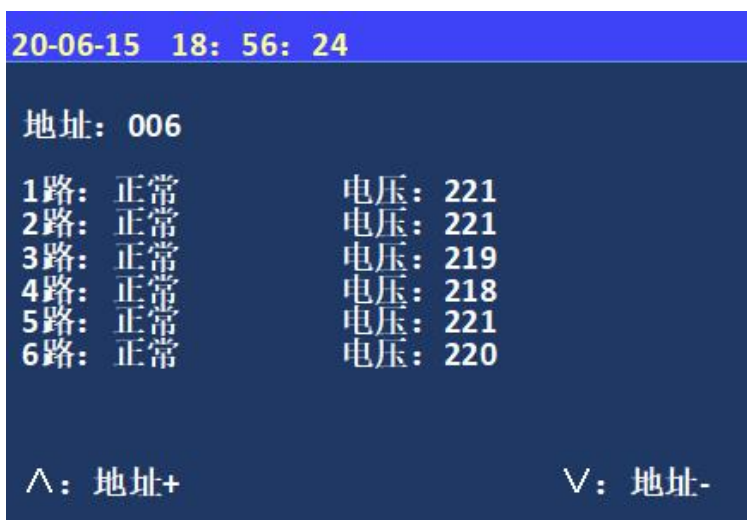 20-06-15 18：56：24
地址：006
1路：正常 电压：221
2路：正常 电压：221
3路：正常 电压：219
4路：正常 电压：218
5路：正常 电压：221
6路：正常 电压：220
∧：地址+ ∨：地址-